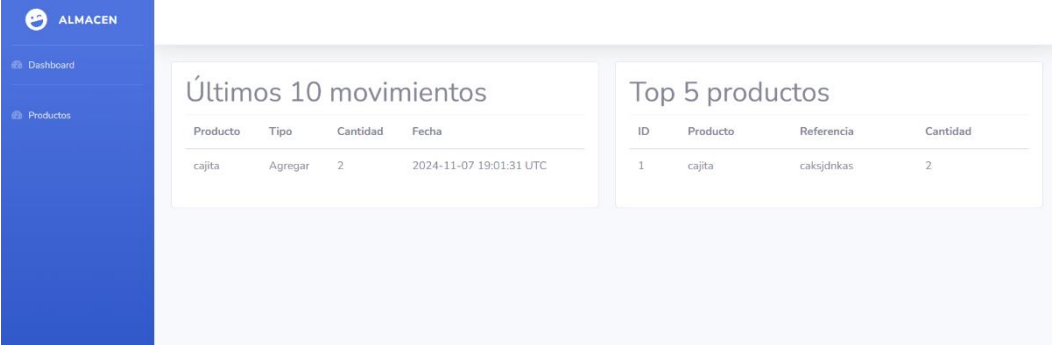 ALMACEN
Dashboard
Productos
Últimos 10 movimientos
Producto Tipo Cantidad Fecha
cajita Agregar 2 2024-11-07 19:01:31 UTC
Top 5 productos
ID Producto Referencia Cantidad
1 cajita caksjdnkas 2